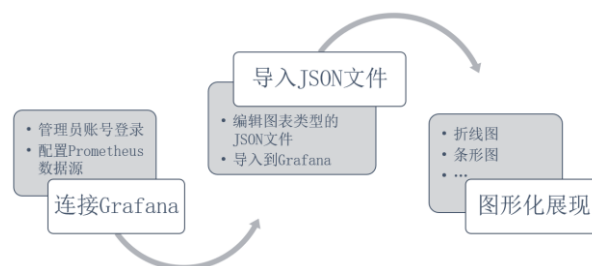 • 管理员账号登录
• 配置Prometheus
数据源
连接Grafana
导入JSON文件
• 编辑图表类型的
JSON文件
• 导入到Grafana
• 折线图
• 条形图
• …
图形化展现